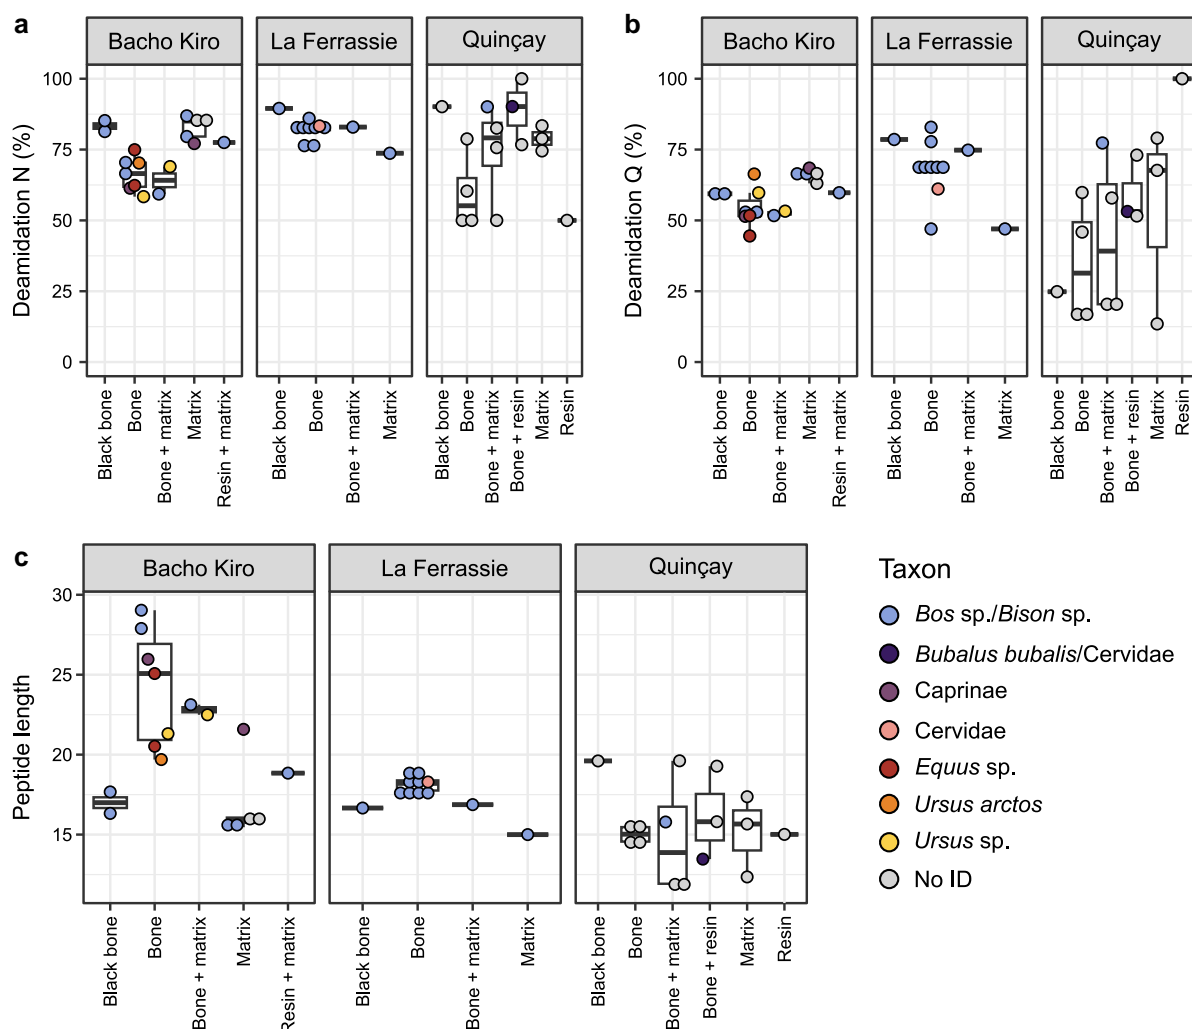 a
Bacho Kiro
La Ferrassie
Quinçay
Deamidation N (%)
100
75
50
25
0
Black bone
Bone
Bone + matrix
Matrix
Resin + matrix
Black bone
Bone
Bone + matrix
Matrix
Black bone
Bone
Bone + matrix
Bone + resin
Matrix
Resin
b
Bacho Kiro
La Ferrassie
Quinçay
Deamidation Q (%)
100
75
50
25
0
Black bone
Bone
Bone + matrix
Matrix
Resin + matrix
Black bone
Bone
Bone + matrix
Matrix
Black bone
Bone
Bone + matrix
Bone + resin
Matrix
Resin
c
Bacho Kiro
La Ferrassie
Quinçay
Peptide length
30
25
20
15
Black bone
Bone
Bone + matrix
Matrix
Resin + matrix
Black bone
Bone
Bone + matrix
Matrix
Black bone
Bone
Bone + matrix
Bone + resin
Matrix
Resin
Taxon
Bos sp./Bison sp.
Bubalus bubalis/Cervidae
Caprinae
Cervidae
Equus sp.
Ursus arctos
Ursus sp.
No ID